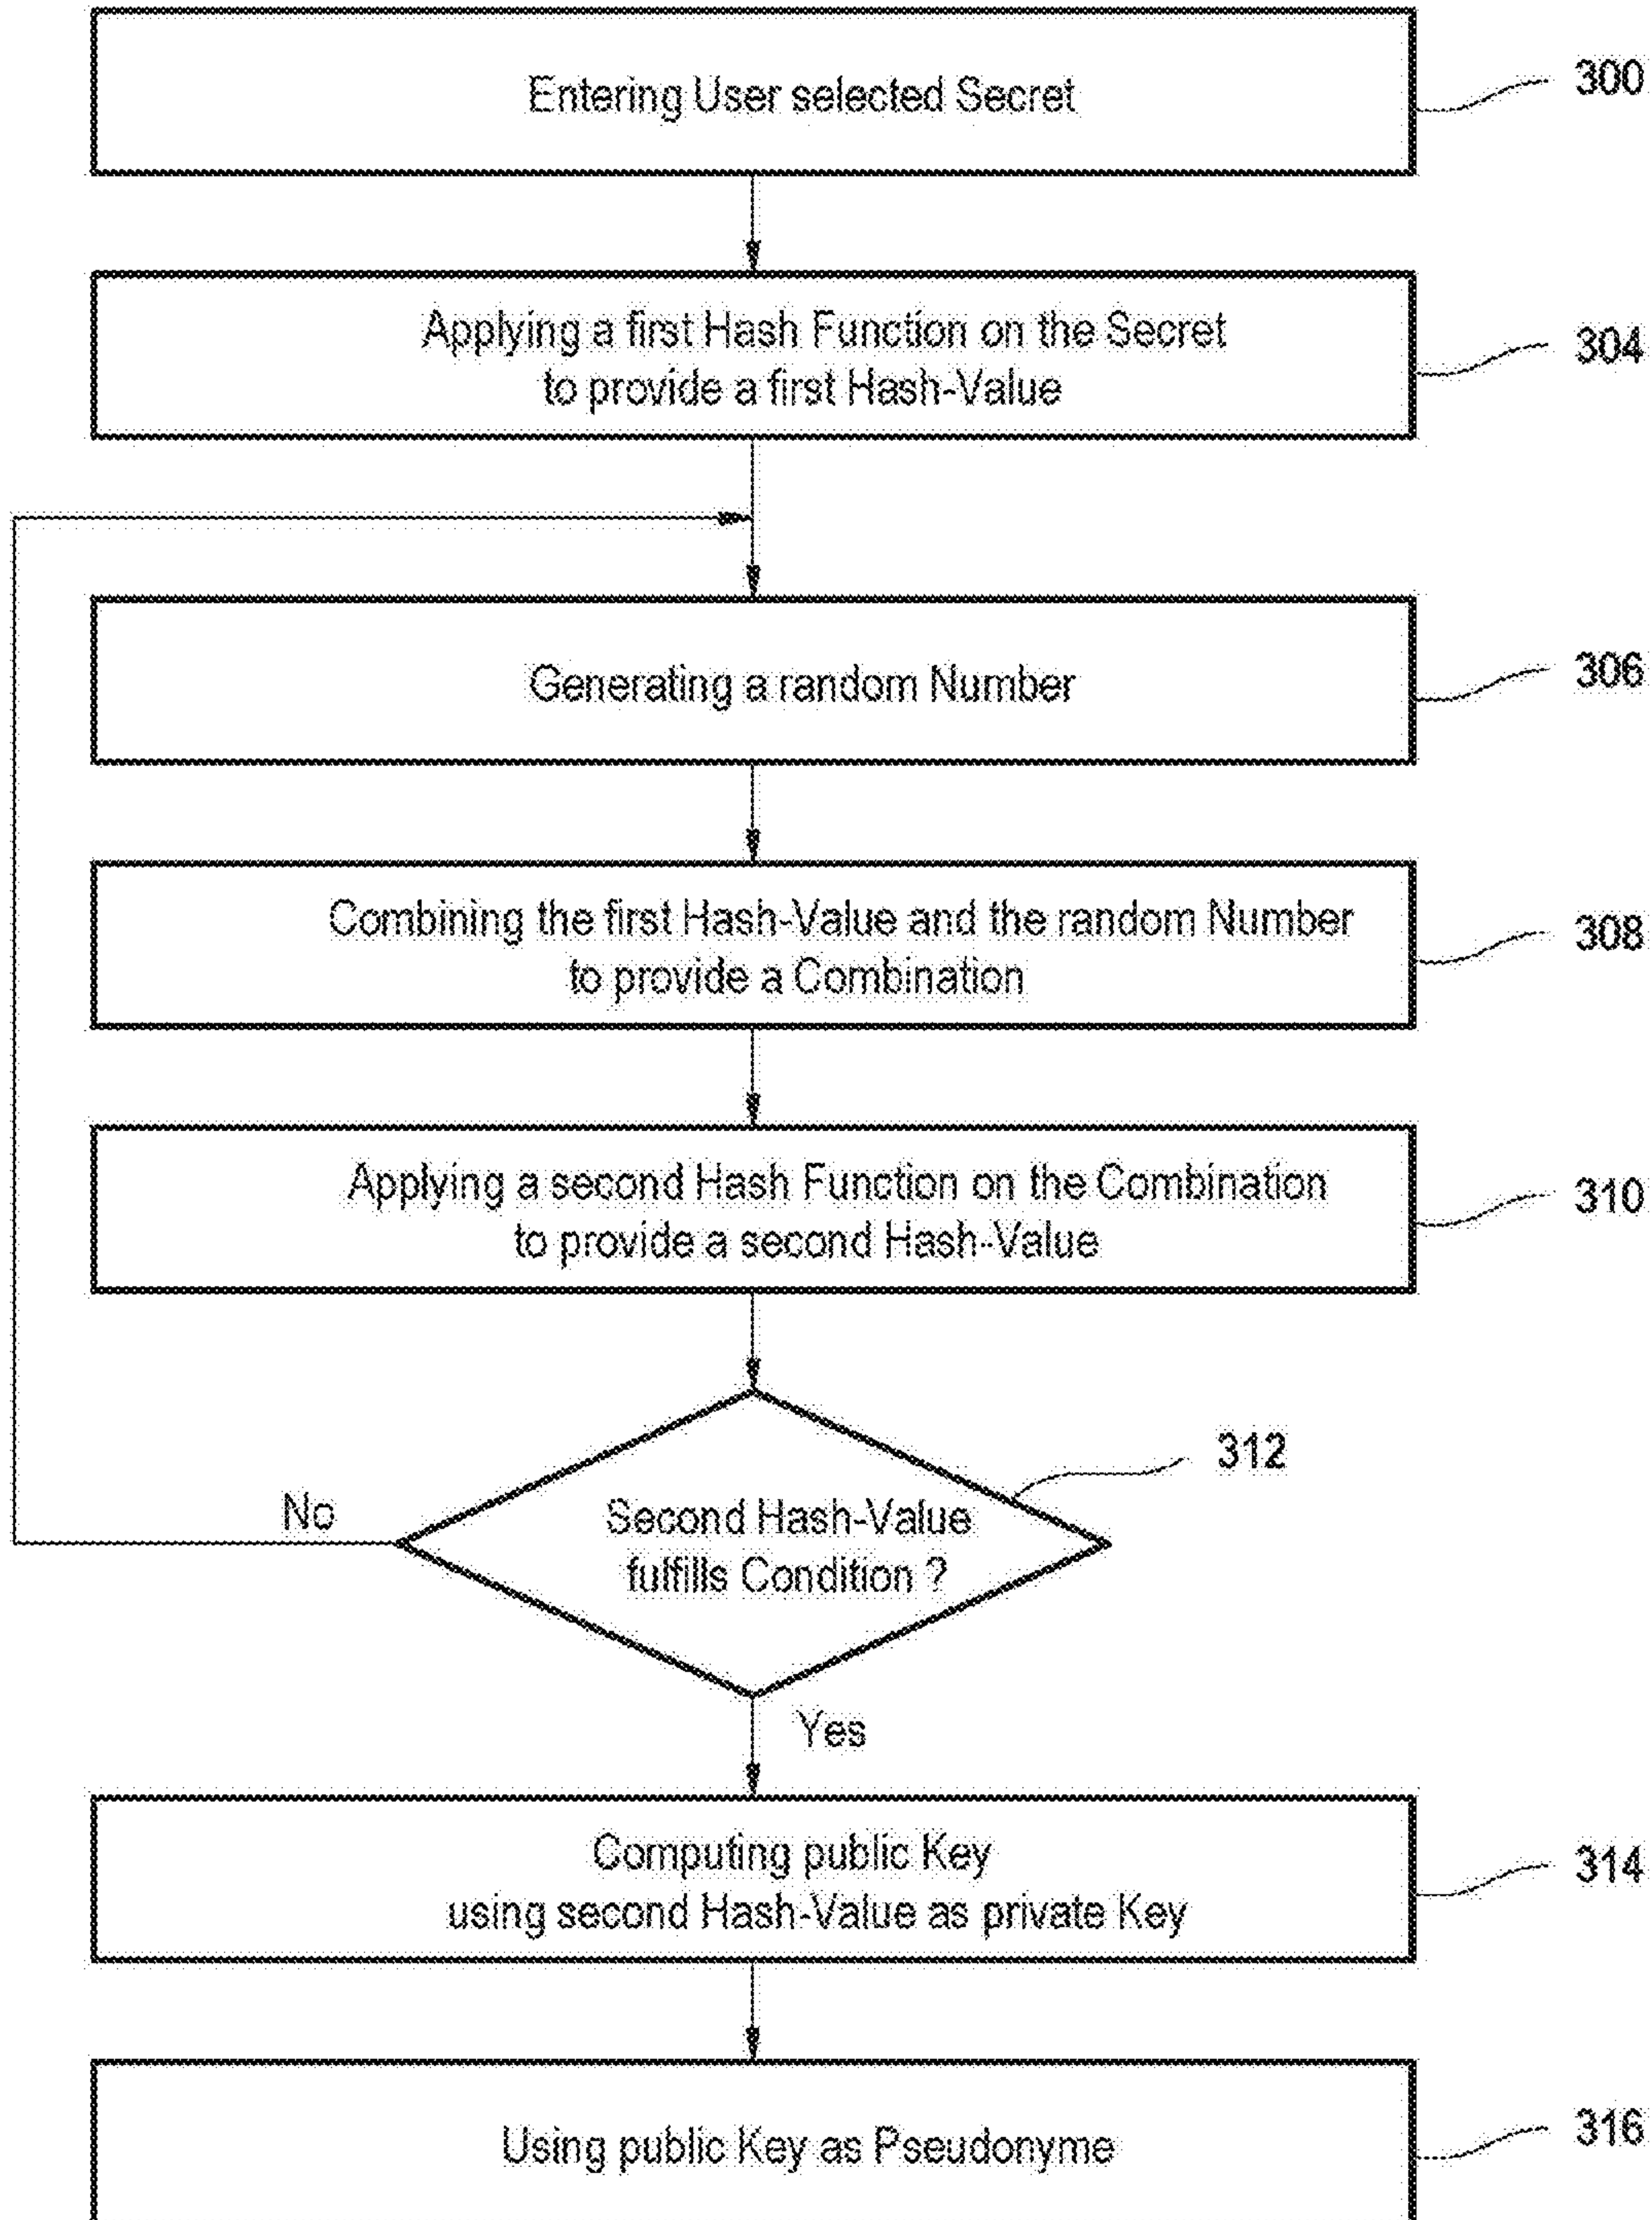 Entering User selected Secret
300
Applying a first Hash Function on the Secret
to provide a first Hash-Value
304
Generating a random Number
306
Combining the first Hash-Value and the random Number
to provide a Combination
308
Applying a second Hash Function on the Combination
to provide a second Hash-Value
310
312
Second Hash-Value
fulfills Condition ?
No
Yes
Computing public Key
using second Hash-Value as private Key
314
Using public Key as Pseudonyme
316